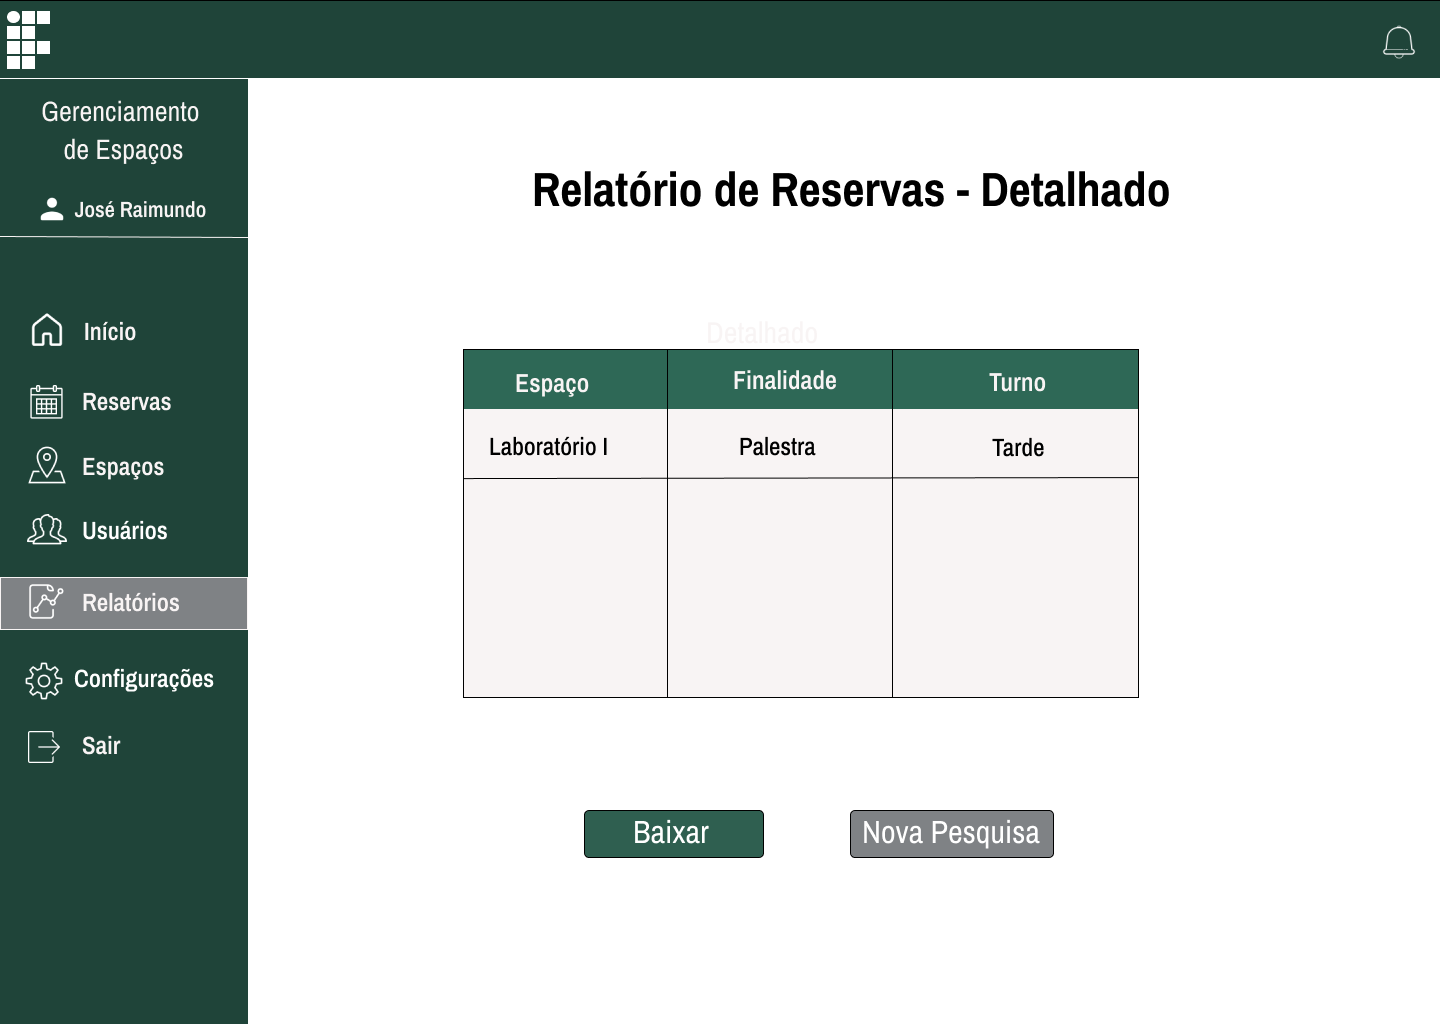 Gerenciamento
de Espaços
José Raimundo
Início
Reservas
Espaços
Usuários
Relatórios
Configurações
Sair
Relatório de Reservas - Detalhado
Detalhado
Espaço Finalidade Turno
Laboratório I Palestra Tarde
Baixar Nova Pesquisa